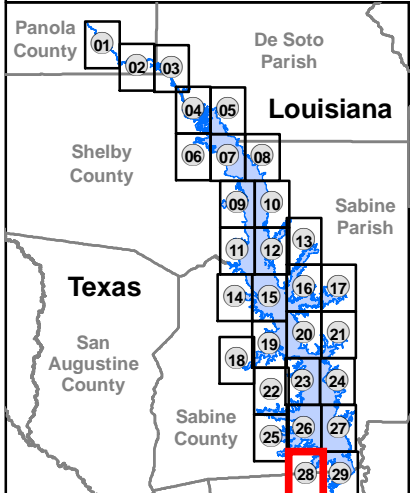 Panola
County
01
02
03
De Soto
Parish
04
05
Louisiana
Shelby
County
06
07
08
09
10
Sabine
Parish
11
12
13
Texas
14
15
16
17
San
Augustine
County
18
19
20
21
22
23
24
Sabine
County
25
26
27
28
29